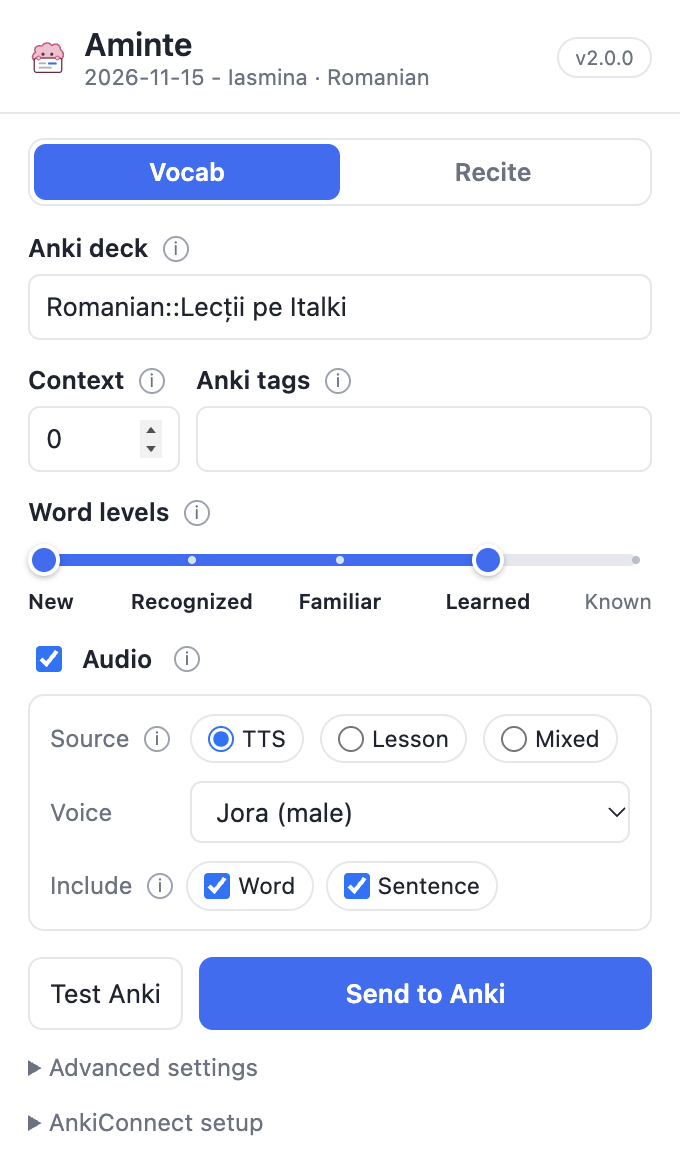 Aminte
2026-11-15 - Iasmina · Romanian
v2.0.0
Vocab
Recite
Anki deck
Romanian::Lecții pe Italki
Context
Anki tags
0
Word levels
New Recognized Familiar Learned Known
Audio
Source TTS Lesson Mixed
Voice Jora (male)
Include Word Sentence
Test Anki
Send to Anki
Advanced settings
AnkiConnect setup